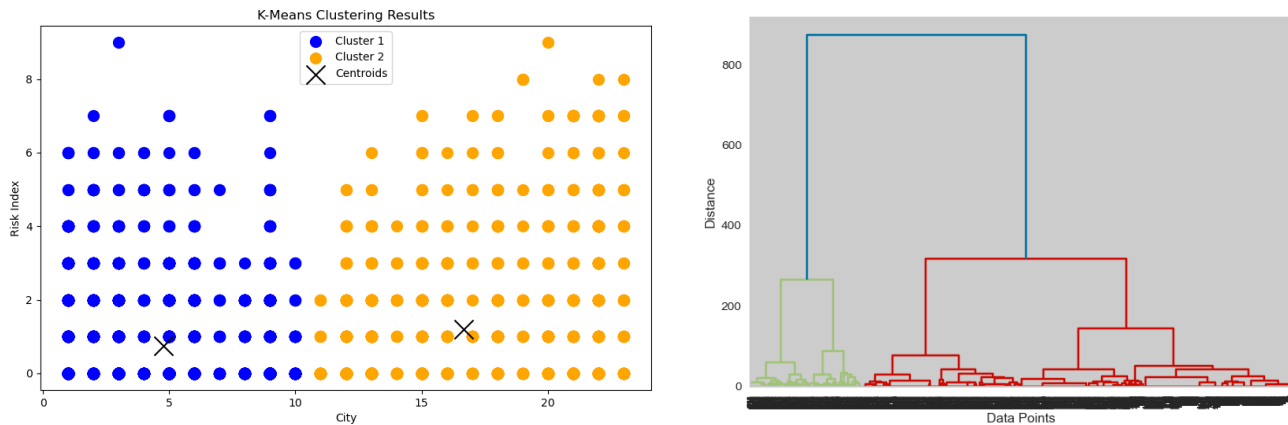 K-Means Clustering Results
Cluster 1
Cluster 2
Centroids
Risk Index
8
6
4
2
0
0
5
10
15
20
City
Distance
800
600
400
200
0
Data Points